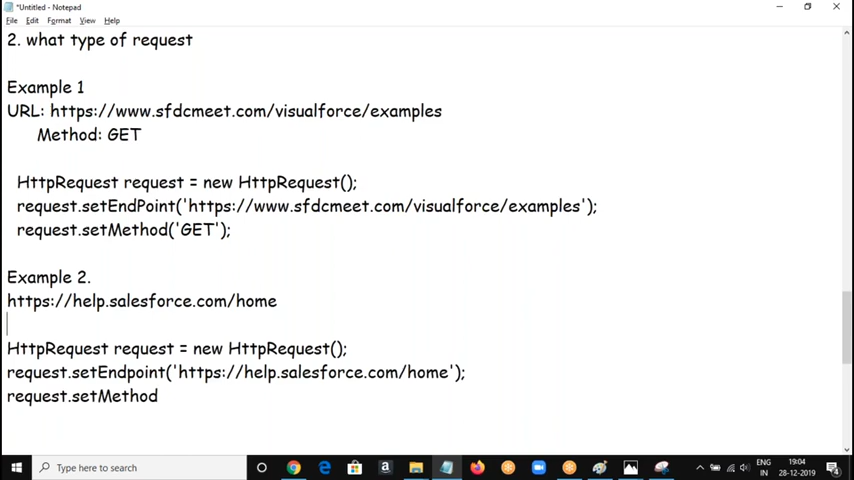 *Untitled - Notepad
File Edit Format View Help
2. what type of request
Example 1
URL: https://www.sfdcmeet.com/visualforce/examples
Method: GET
HttpRequest request = new HttpRequest();
request.setEndPoint('https://www.sfdcmeet.com/visualforce/examples');
request.setMethod('GET');
Example 2.
https://help.salesforce.com/home
HttpRequest request = new HttpRequest();
request.setEndpoint('https://help.salesforce.com/home');
request.setMethod
Type here to search
ENG
IN
19:04
28-12-2019
4